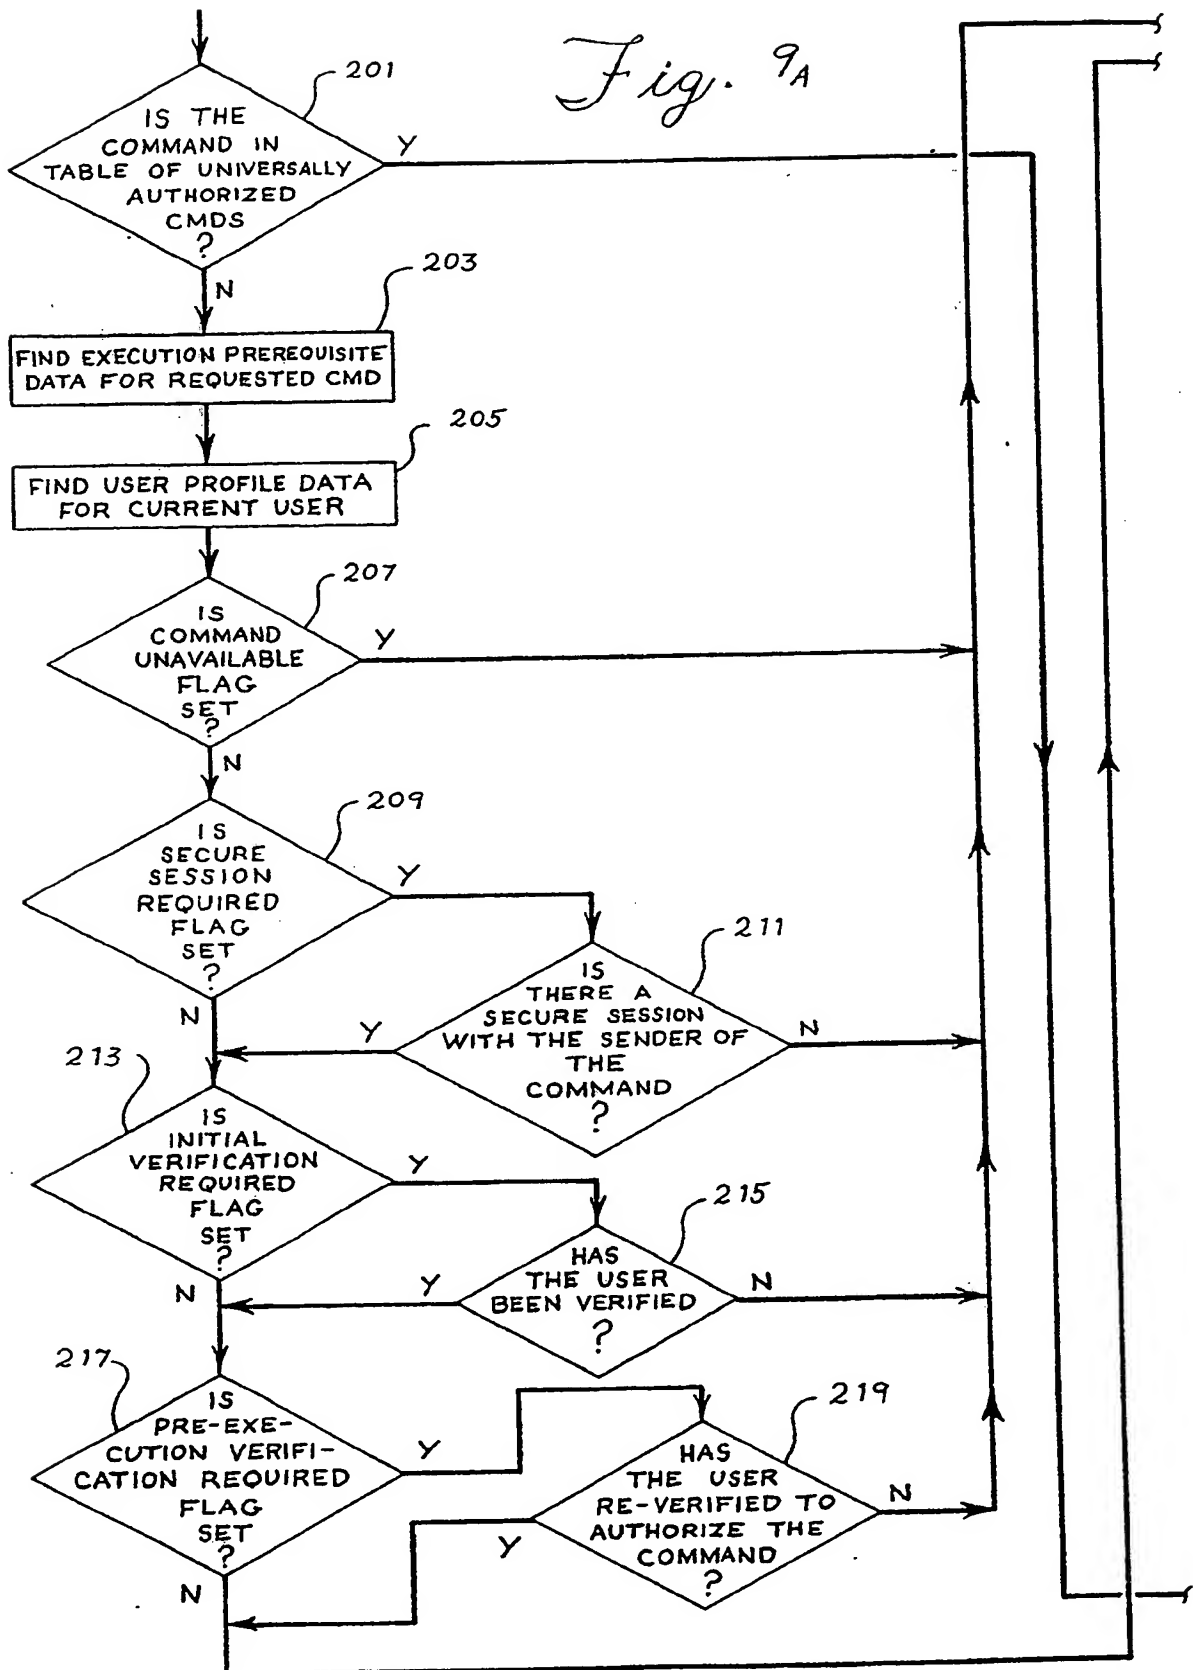 Fig. 9A
201
IS THE
COMMAND IN
TABLE OF UNIVERSALLY
AUTHORIZED
CMDS
?
Y
N
203
FIND EXECUTION PREREQUISITE
DATA FOR REQUESTED CMD
205
FIND USER PROFILE DATA
FOR CURRENT USER
207
IS
COMMAND
UNAVAILABLE
FLAG
SET
?
Y
N
209
IS
SECURE
SESSION
REQUIRED
FLAG
SET
?
Y
N
211
IS
THERE A
SECURE SESSION
WITH THE SENDER OF
THE
COMMAND
?
Y
N
213
IS
INITIAL
VERIFICATION
REQUIRED
FLAG
SET
?
Y
N
215
HAS
THE USER
BEEN VERIFIED
?
Y
N
217
IS
PRE-EXE-
CUTION VERIFI-
CATION REQUIRED
FLAG
SET
?
Y
N
219
HAS
THE USER
RE-VERIFIED TO
AUTHORIZE THE
COMMAND
?
Y
N